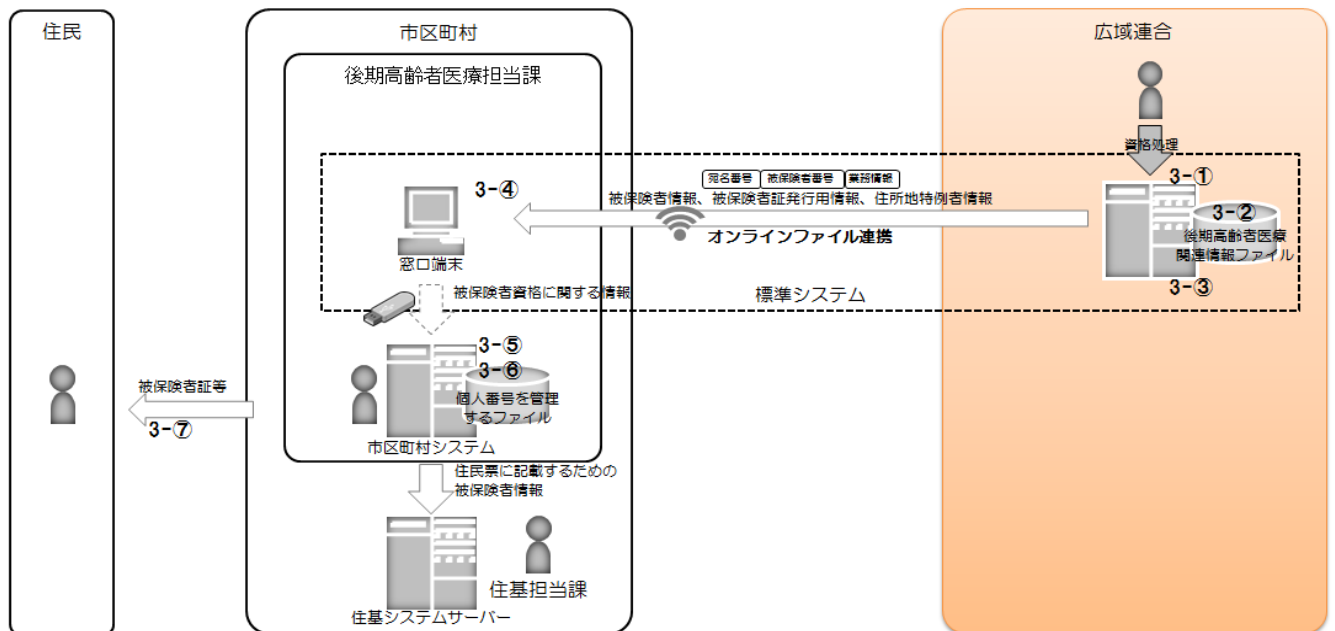 住民
市区町村
広域連合
後期高齢者医療担当課
資格処理
宛名番号 被保険者番号 業務情報
3-①
3-④
被保険者情報、被保険者証発行用情報、住所地特例者情報
3-②
オンラインファイル連携
後期高齢者医療
関連情報ファイル
窓口端末
3-③
被保険者資格に関する情報
標準システム
3-⑤
3-⑥
被保険者証等
個人番号を管理
するファイル
3-⑦
市区町村システム
住民票に記載するための
被保険者情報
住基担当課
住基システムサーバー